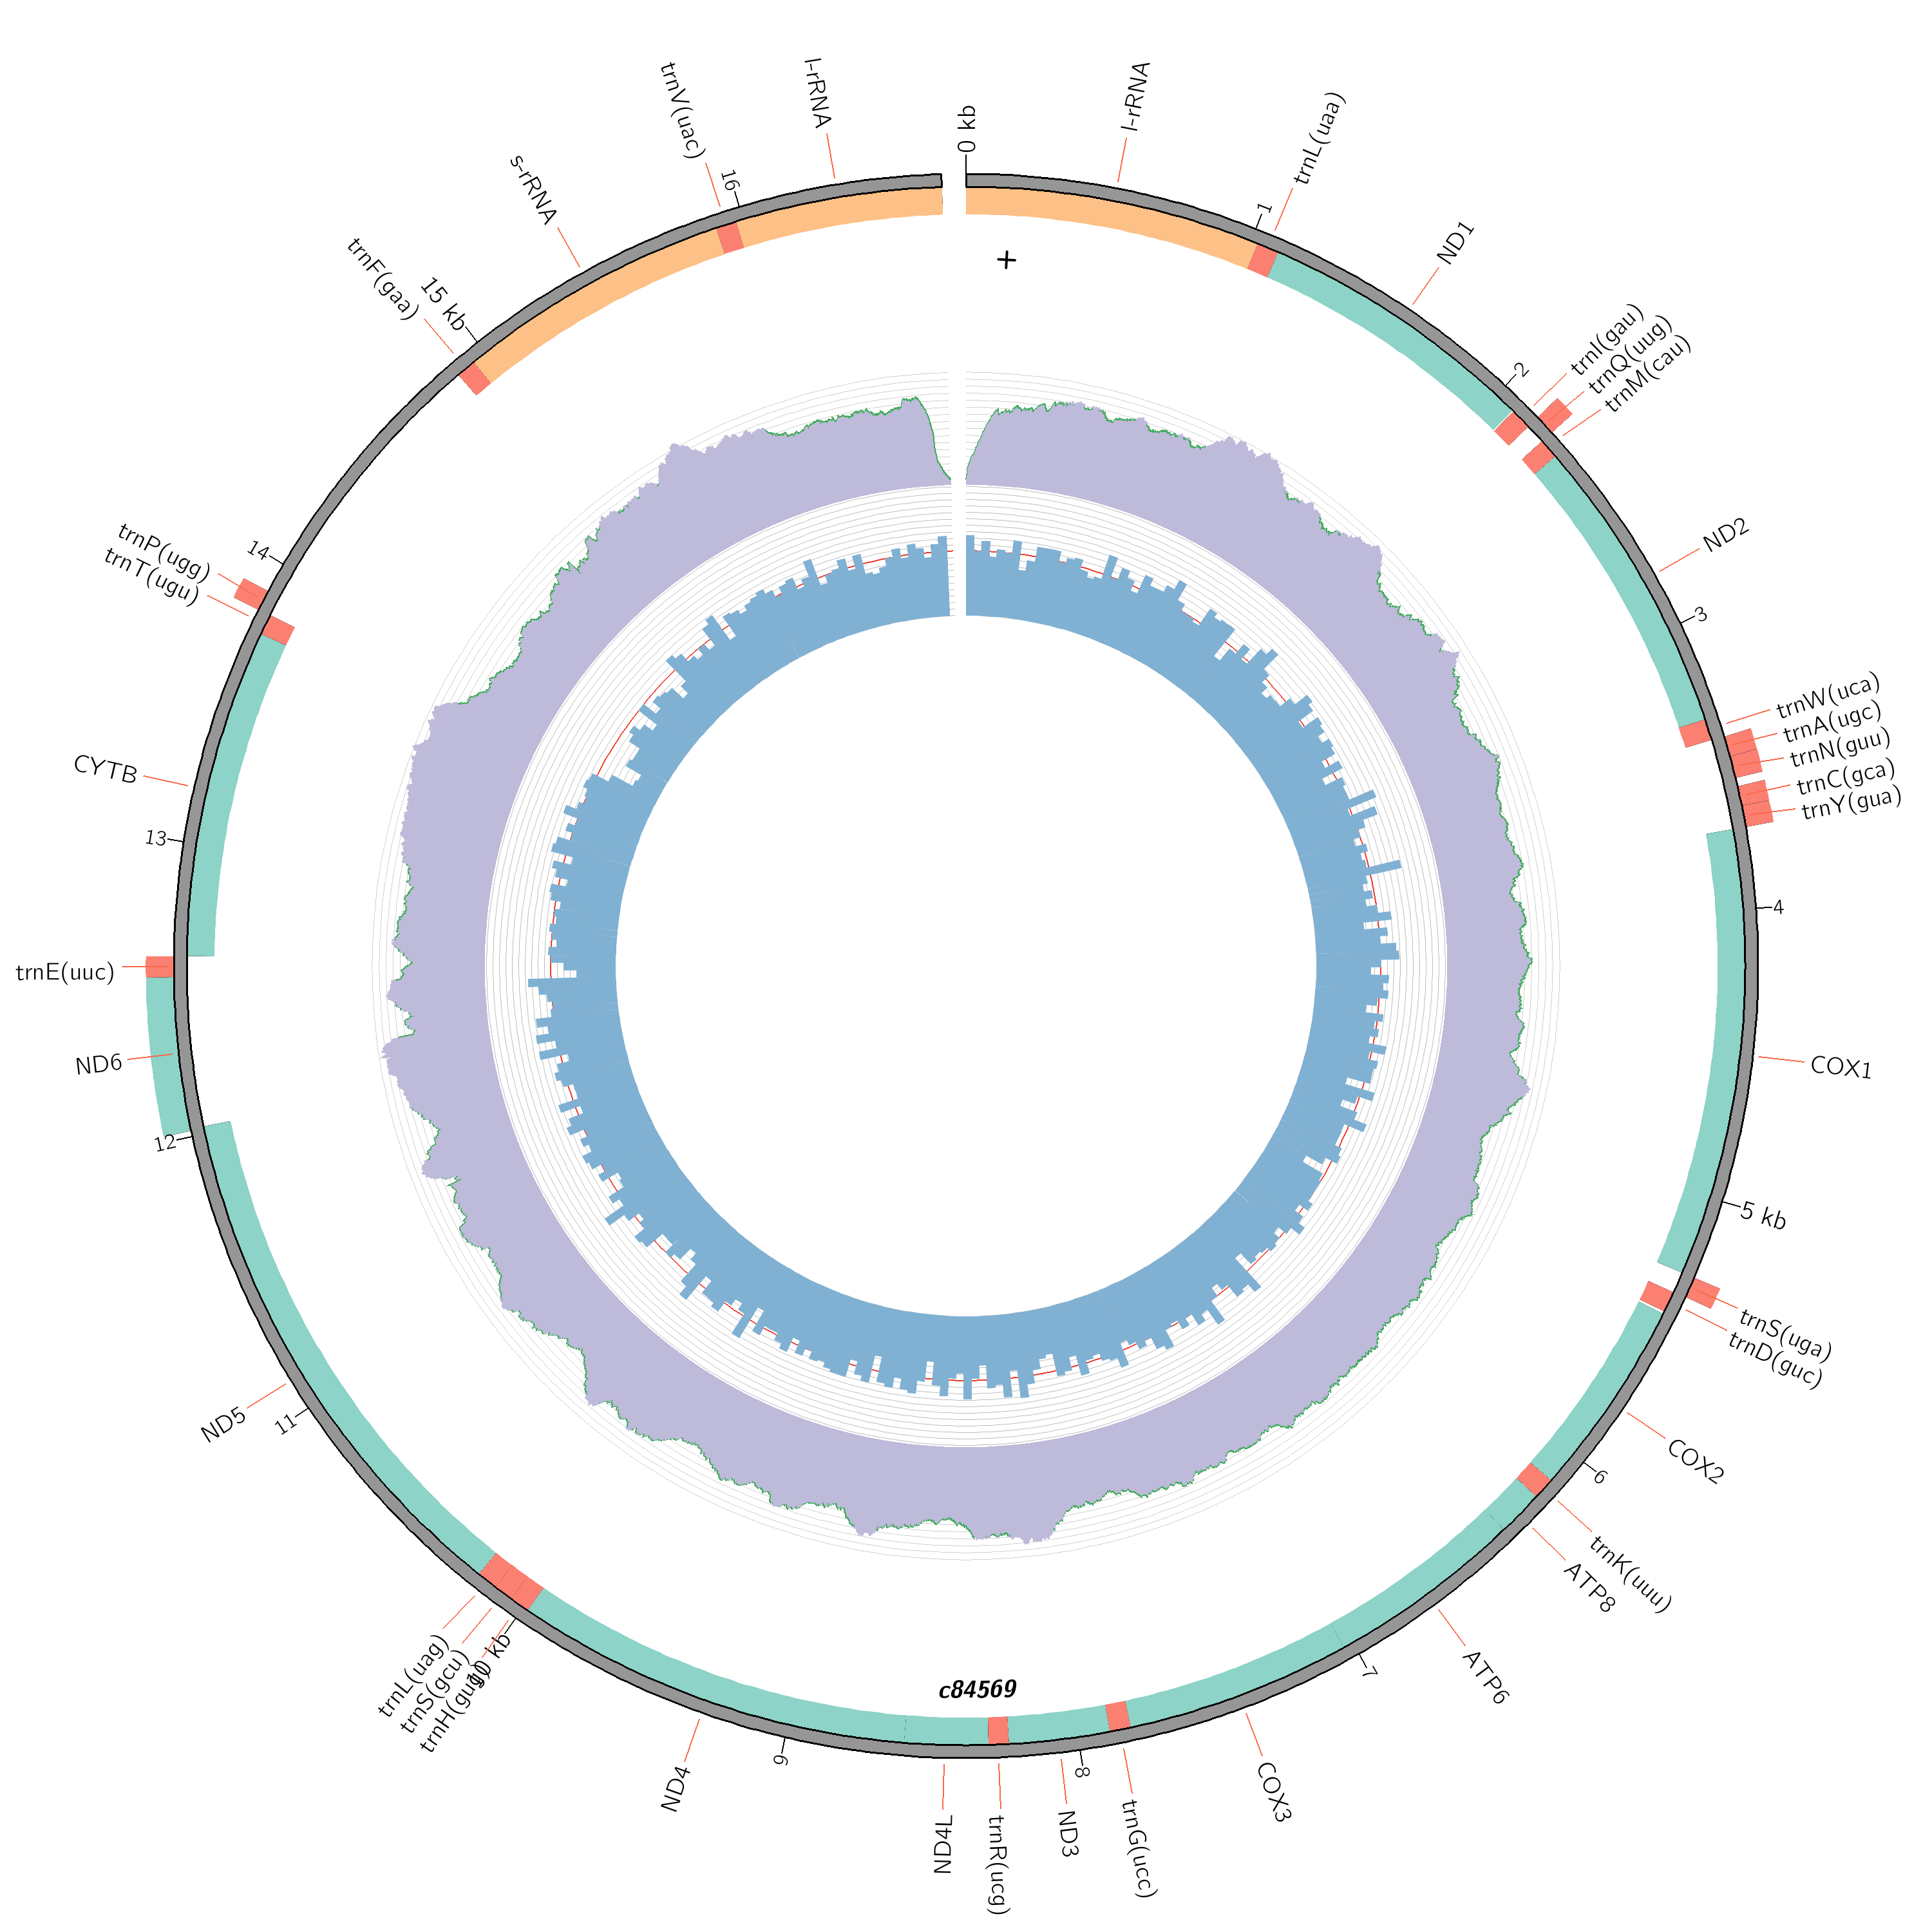 0 kb
l-rRNA
1
trnL(uaa)
ND1
2
trnI(gau)
trnQ(uug)
trnM(cau)
ND2
3
trnW(uca)
trnA(ugc)
trnN(guu)
trnC(gca)
trnY(gua)
4
COX1
5 kb
trnS(uga)
trnD(guc)
COX2
6
trnK(uuu)
ATP8
ATP6
7
COX3
trnG(ucc)
8
ND3
trnR(ucg)
ND4L
c84569
9
ND4
10 kb
trnH(gug)
trnS(gcu)
trnL(uag)
11
ND5
12
ND6
trnE(uuc)
13
CYTB
trnT(ugu)
trnP(ugg)
14
trnF(gaa)
15 kb
s-rRNA
trnV(uac)
16
l-rRNA
+